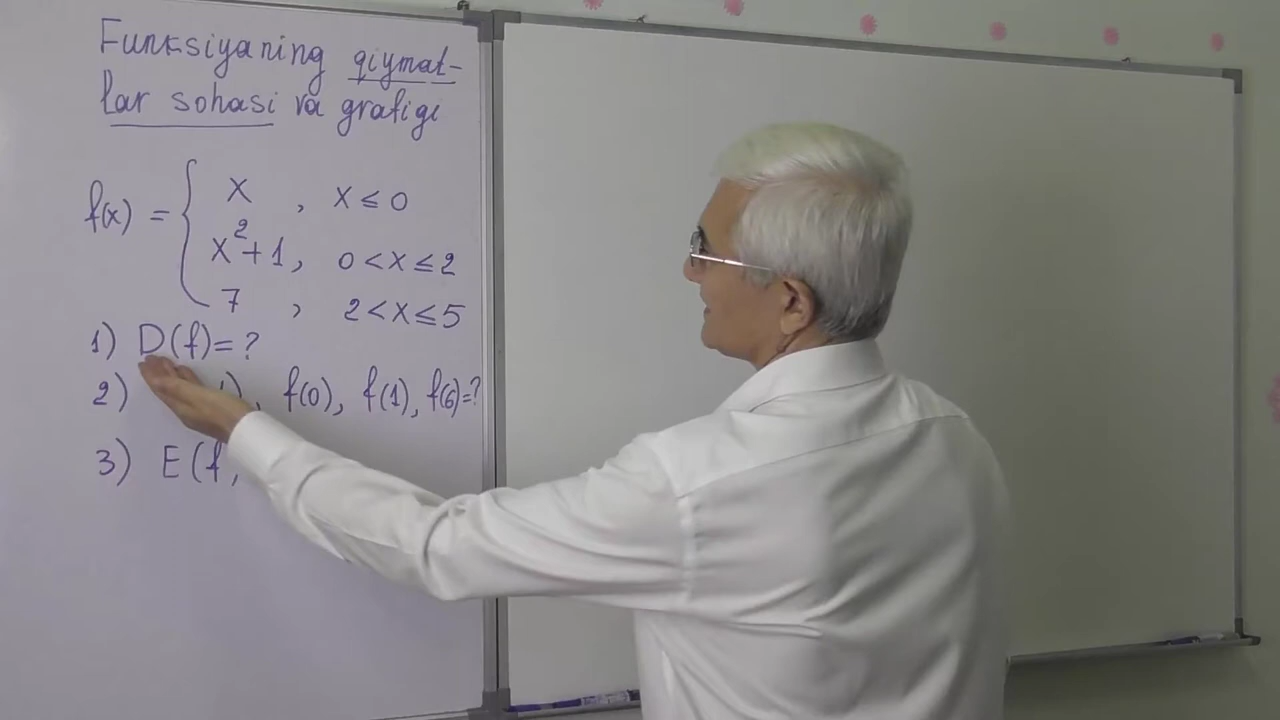 Funksiyaning qiymat-
lar sohasi va grafigi
f(x) = { x , x ≤ 0
x²+1, 0 < x ≤ 2
7 , 2 < x ≤ 5
1) D(f) = ?
2) 1), f(0), f(1), f(6)=?
3) E(f